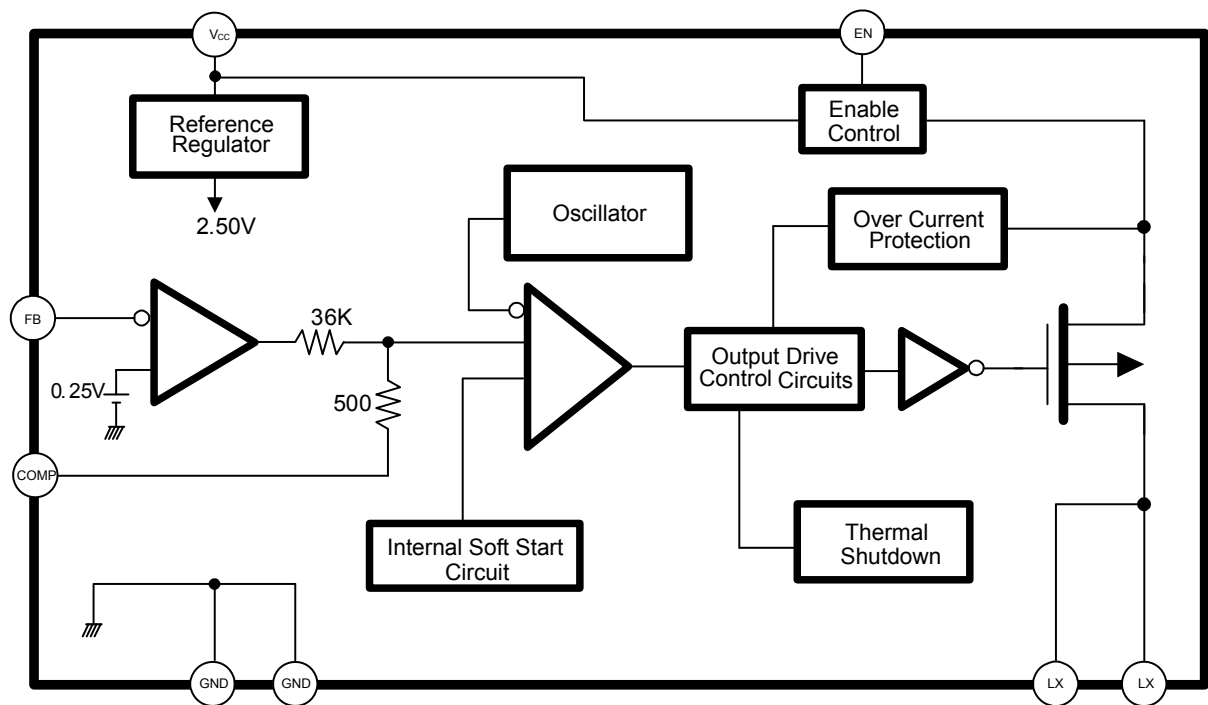 VCC
EN
Reference
Regulator
Enable
Control
2.50V
Oscillator
Over Current
Protection
FB
36K
0.25V
500
Output Drive
Control Circuits
COMP
Internal Soft Start
Circuit
Thermal
Shutdown
GND
GND
LX
LX